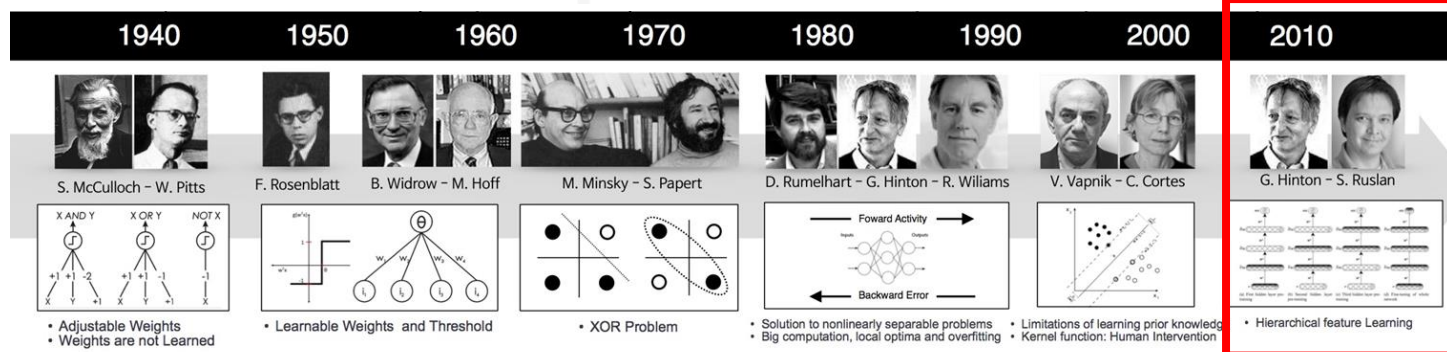 1940 1950 1960 1970 1980 1990 2000 2010
S. McCulloch – W. Pitts
F. Rosenblatt
B. Widrow – M. Hoff
M. Minsky – S. Papert
D. Rumelhart – G. Hinton – R. Wiliams
V. Vapnik – C. Cortes
G. Hinton – S. Ruslan
X AND Y
X OR Y
NOT X
+1 +1 -2
+1 +1 -1
-1
X Y +1
X Y +1
X
θ
Foward Activity
Inputs
Outputs
Backward Error
• Adjustable Weights
• Weights are not Learned
• Learnable Weights and Threshold
• XOR Problem
• Solution to nonlinearly separable problems
• Big computation, local optima and overfitting
• Limitations of learning prior knowledg
• Kernel function: Human Intervention
• Hierarchical feature Learning